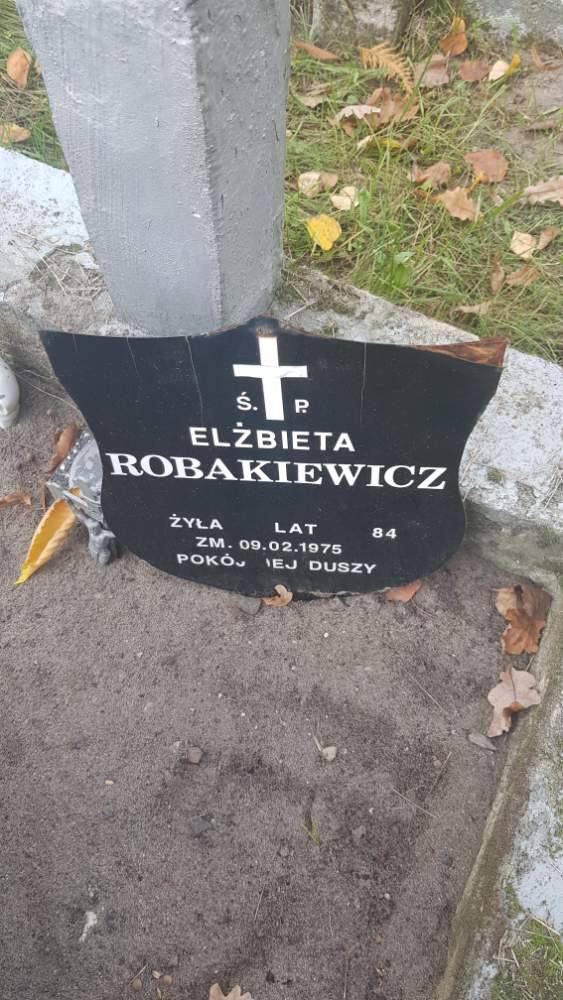 Ś. P.
ELŻBIETA
ROBAKIEWICZ
ŻYŁA LAT 84
ZM. 09.02.1975
POKÓJ JEJ DUSZY